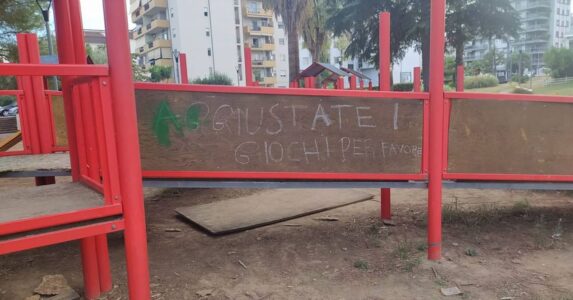 AGGIUSTATE I
GIOCHI PER FAVORE